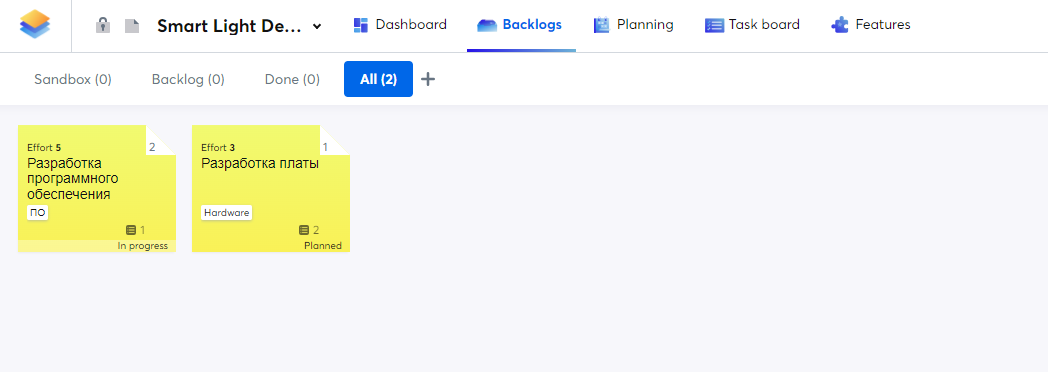 Smart Light De...
Dashboard
Backlogs
Planning
Task board
Features
Sandbox (0)
Backlog (0)
Done (0)
All (2)
Effort 5
2
Разработка
программного
обеспечения
ПО
1
In progress
Effort 3
1
Разработка платы
Hardware
2
Planned